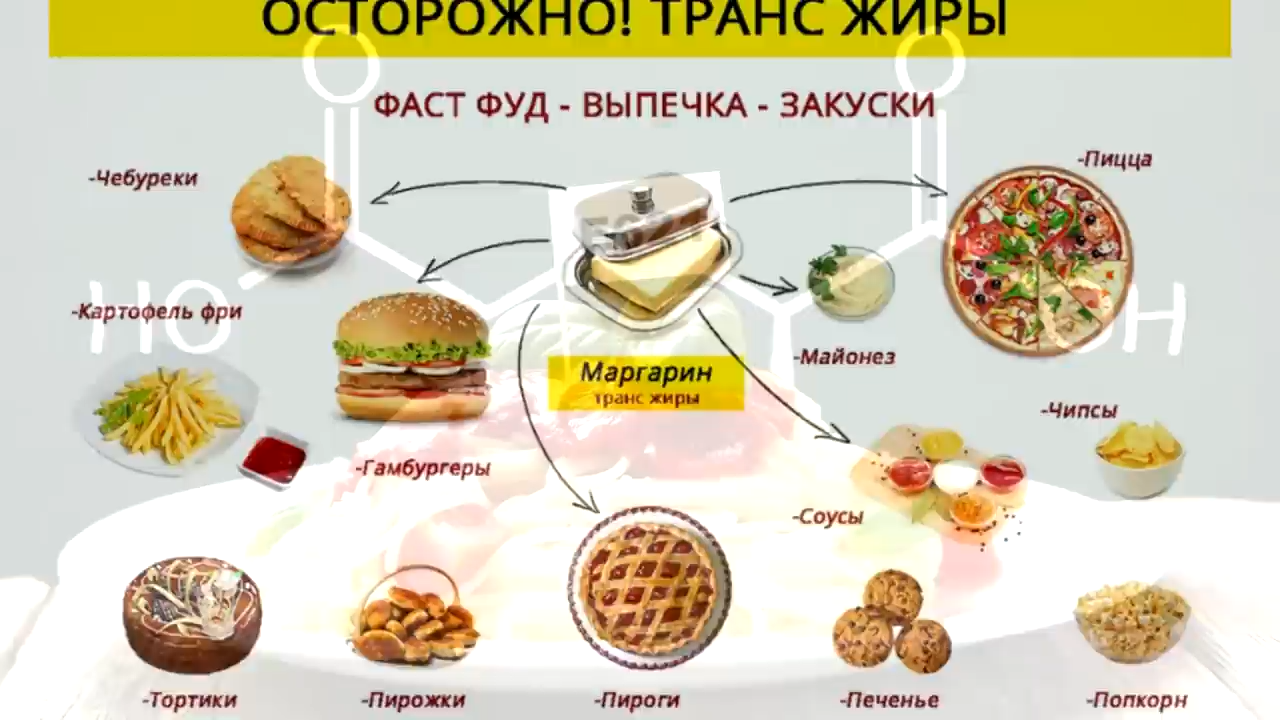 ОСТОРОЖНО! ТРАНС ЖИРЫ
ФАСТ ФУД - ВЫПЕЧКА - ЗАКУСКИ
-Чебуреки
-Пицца
-Картофель фри
HO
OH
-Майонез
Маргарин
транс жиры
-Чипсы
-Гамбургеры
-Соусы
-Тортики
-Пирожки
-Пироги
-Печенье
-Попкорн